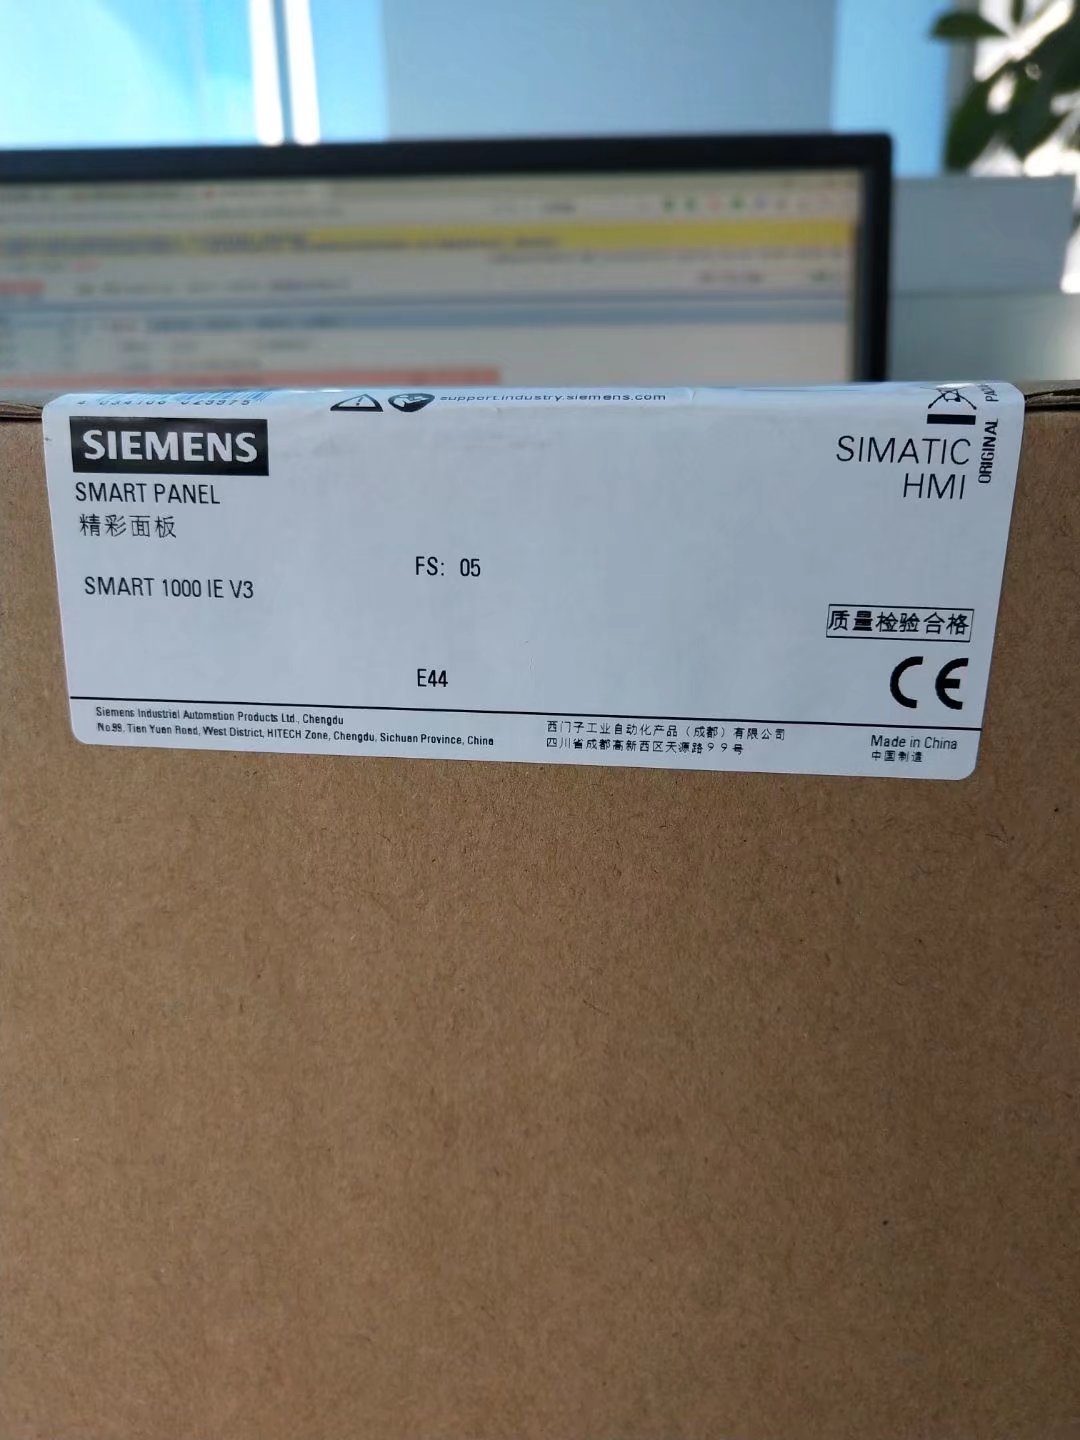 support.industry.siemens.com
SIEMENS
SIMATIC
HMI
ORIGINAL
SMART PANEL
精彩面板
FS: 05
SMART 1000 IE V3
质量检验合格
E44
CE
Siemens Industrial Automation Products Ltd., Chengdu
No.99, Tian Yuan Road, West District, HITECH Zone, Chengdu, Sichuan Province, China
西门子工业自动化产品（成都）有限公司
四川省成都高新西区天源路99号
Made in China
中国制造